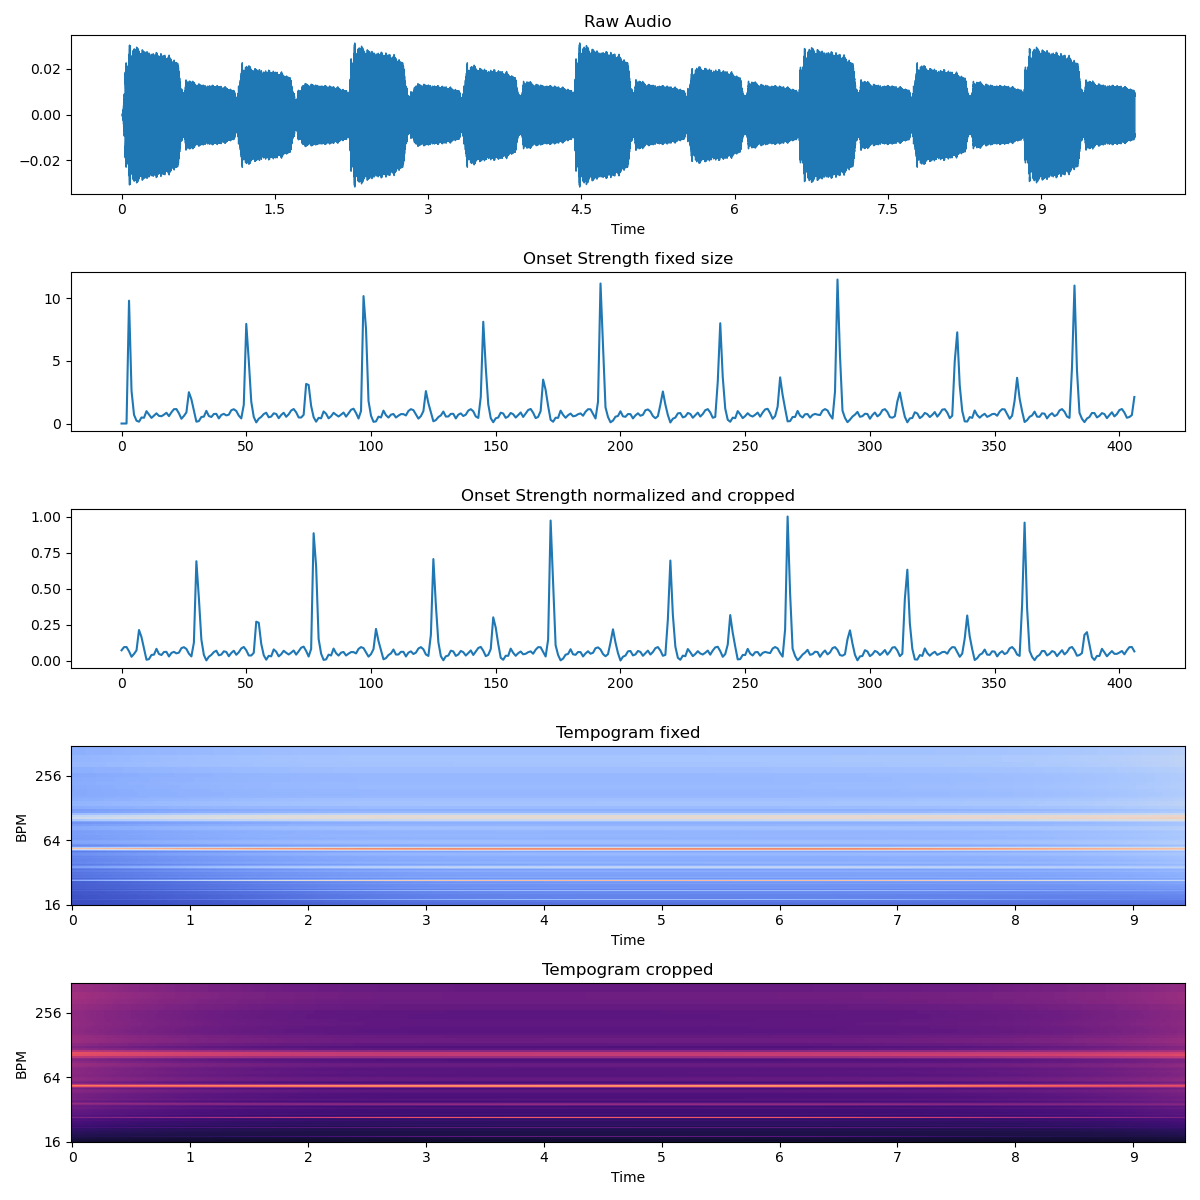 Raw Audio
0.02
0.00
−0.02
0 1.5 3 4.5 6 7.5 9
Time
Onset Strength fixed size
10
5
0
0 50 100 150 200 250 300 350 400
Onset Strength normalized and cropped
1.00
0.75
0.50
0.25
0.00
0 50 100 150 200 250 300 350 400
Tempogram fixed
256
64
16
BPM
0 1 2 3 4 5 6 7 8 9
Time
Tempogram cropped
256
64
16
BPM
0 1 2 3 4 5 6 7 8 9
Time